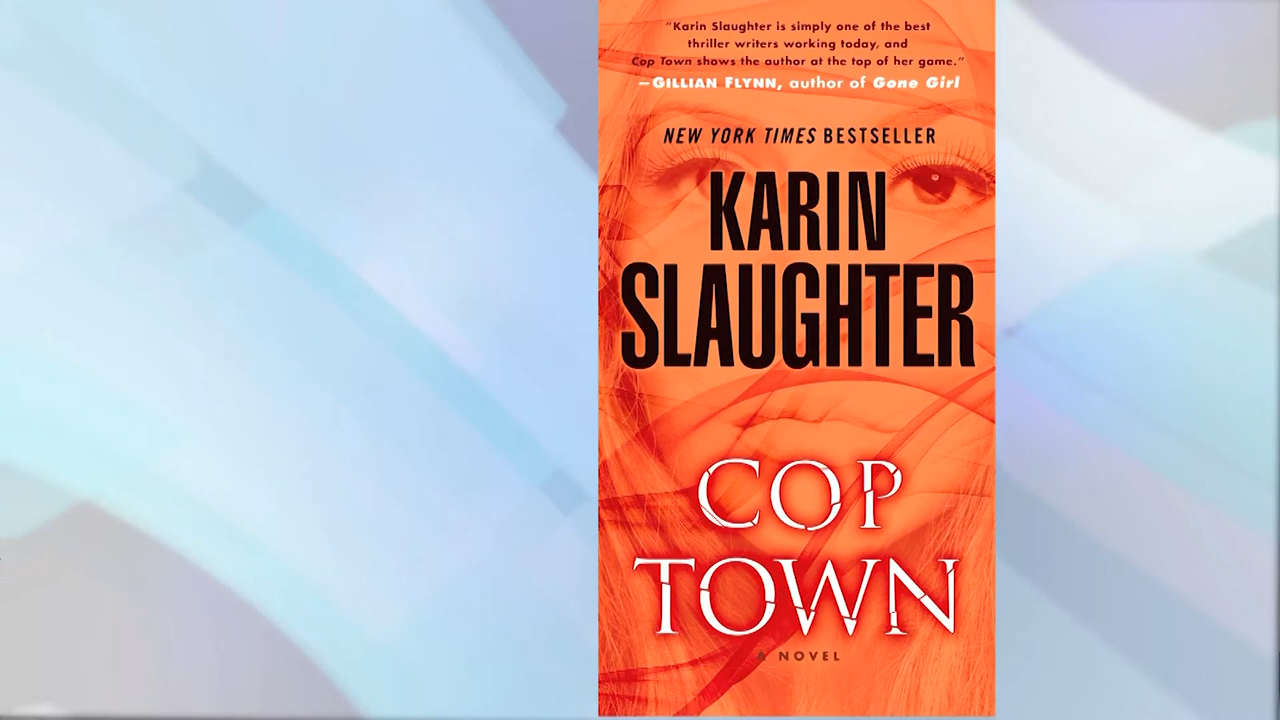 "Karin Slaughter is simply one of the best
thriller writers working today, and
Cop Town shows the author at the top of her game."
—GILLIAN FLYNN, author of Gone Girl
NEW YORK TIMES BESTSELLER
KARIN
SLAUGHTER
COP
TOWN
A NOVEL